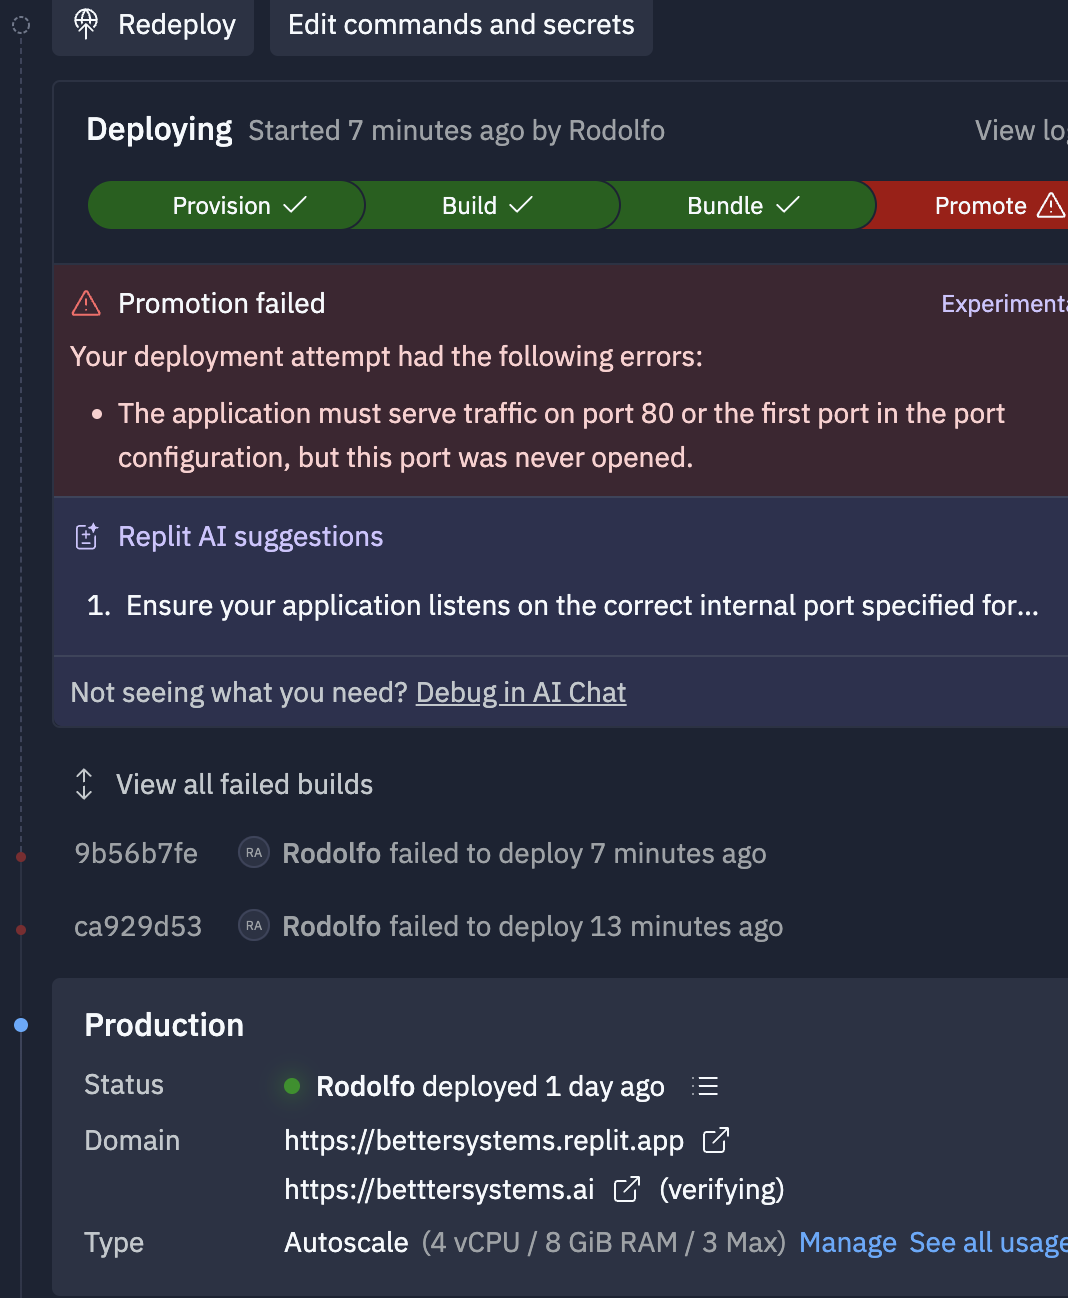 Redeploy
Edit commands and secrets
Deploying Started 7 minutes ago by Rodolfo
View log
Provision
Build
Bundle
Promote
Promotion failed
Experimenta
Your deployment attempt had the following errors:
• The application must serve traffic on port 80 or the first port in the port
configuration, but this port was never opened.
Replit AI suggestions
1. Ensure your application listens on the correct internal port specified for...
Not seeing what you need? Debug in AI Chat
View all failed builds
9b56b7fe RA Rodolfo failed to deploy 7 minutes ago
ca929d53 RA Rodolfo failed to deploy 13 minutes ago
Production
Status Rodolfo deployed 1 day ago
Domain https://bettersystems.replit.app
https://betttersystems.ai (verifying)
Type Autoscale (4 vCPU / 8 GiB RAM / 3 Max) Manage See all usage